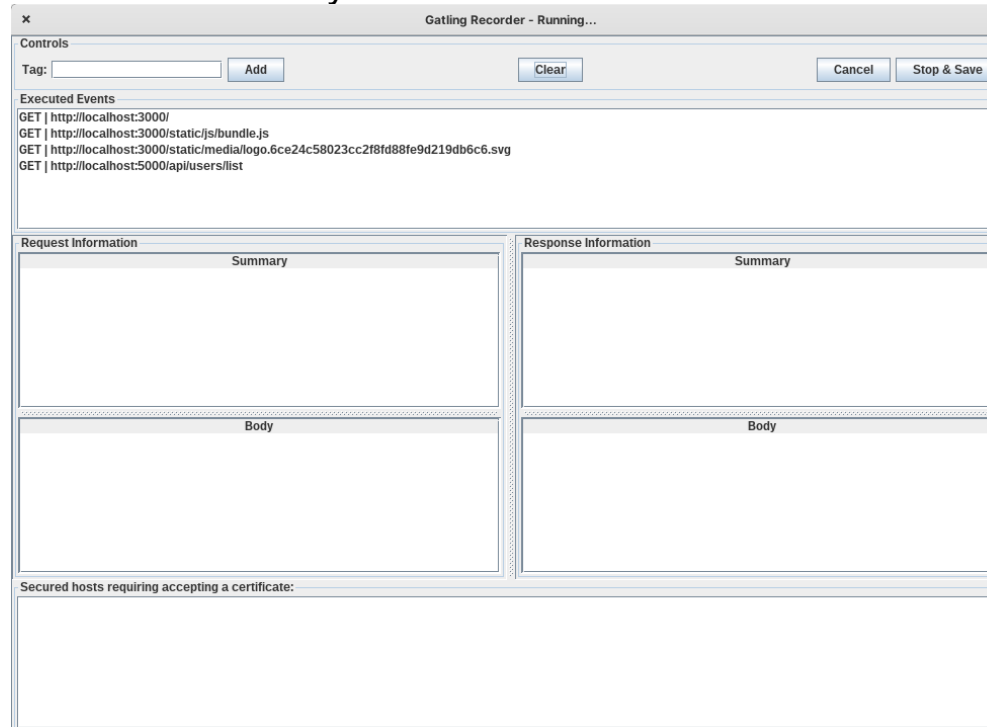 Gatling Recorder - Running...
Controls
Tag: Add Clear Cancel Stop & Save
Executed Events
GET | http://localhost:3000/
GET | http://localhost:3000/static/js/bundle.js
GET | http://localhost:3000/static/media/logo.6ce24c58023cc2f8fd88fe9d219db6c6.svg
GET | http://localhost:5000/api/users/list
Request Information
Summary
Body
Response Information
Summary
Body
Secured hosts requiring accepting a certificate: